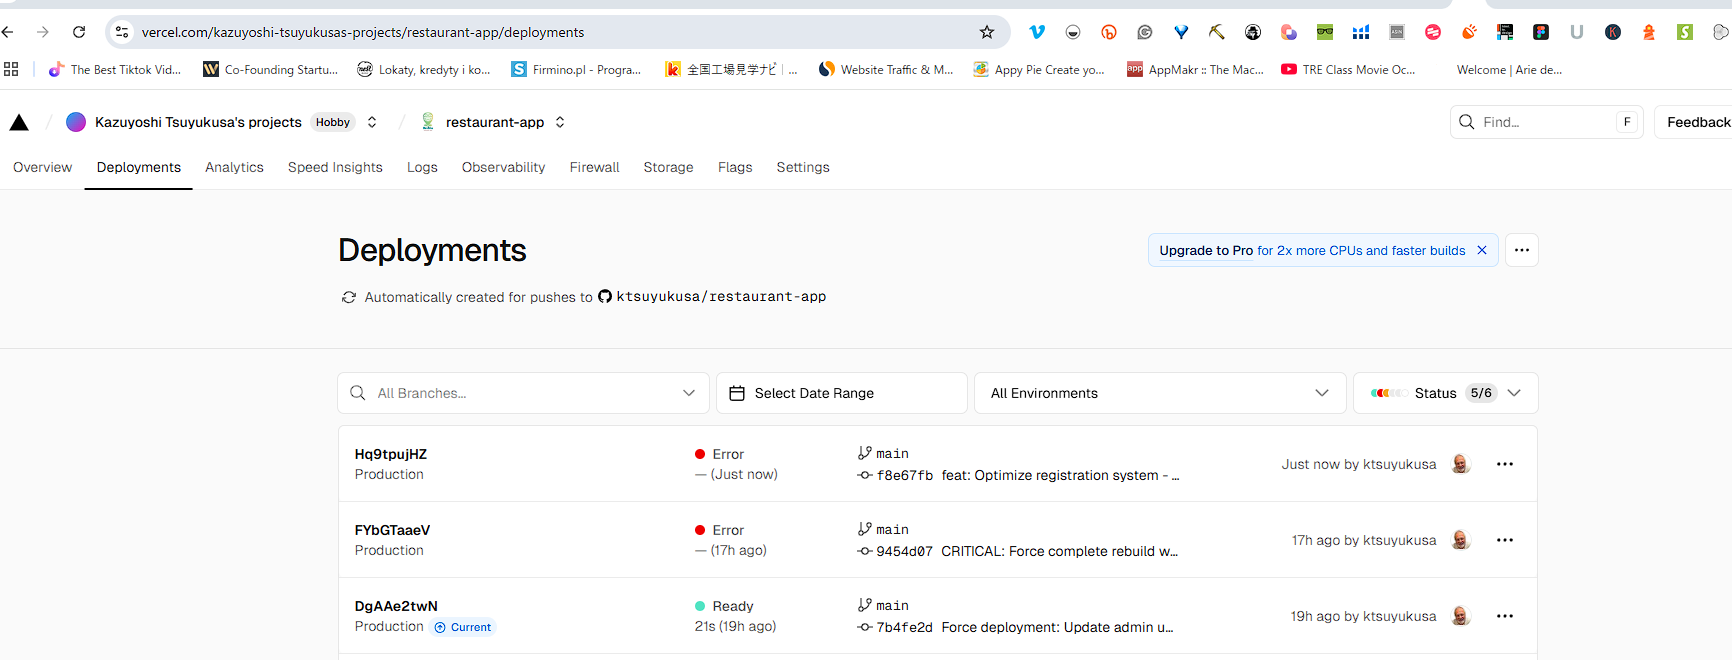 vercel.com/kazuyoshi-tsuyukusas-projects/restaurant-app/deployments
The Best Tiktok Vid... Co-Founding Startu... Lokaty, kredyty i ko... Firmino.pl - Progra... 全国工場見学ナビ | ... Website Traffic & M... Appy Pie Create yo... AppMakr :: The Mac... TRE Class Movie Oc... Welcome | Arie de...
Kazuyoshi Tsuyukusa's projects Hobby restaurant-app Find... F Feedback
Overview Deployments Analytics Speed Insights Logs Observability Firewall Storage Flags Settings
Deployments
Upgrade to Pro for 2x more CPUs and faster builds
Automatically created for pushes to ktsuyukusa/restaurant-app
All Branches... Select Date Range All Environments Status 5/6
Hq9tpujHZ Error main
Production — (Just now) f8e67fb feat: Optimize registration system - ... Just now by ktsuyukusa
FYbGTaaeV Error main
Production — (17h ago) 9454d07 CRITICAL: Force complete rebuild w... 17h ago by ktsuyukusa
DgAAe2twN Ready main
Production Current 21s (19h ago) 7b4fe2d Force deployment: Update admin u... 19h ago by ktsuyukusa